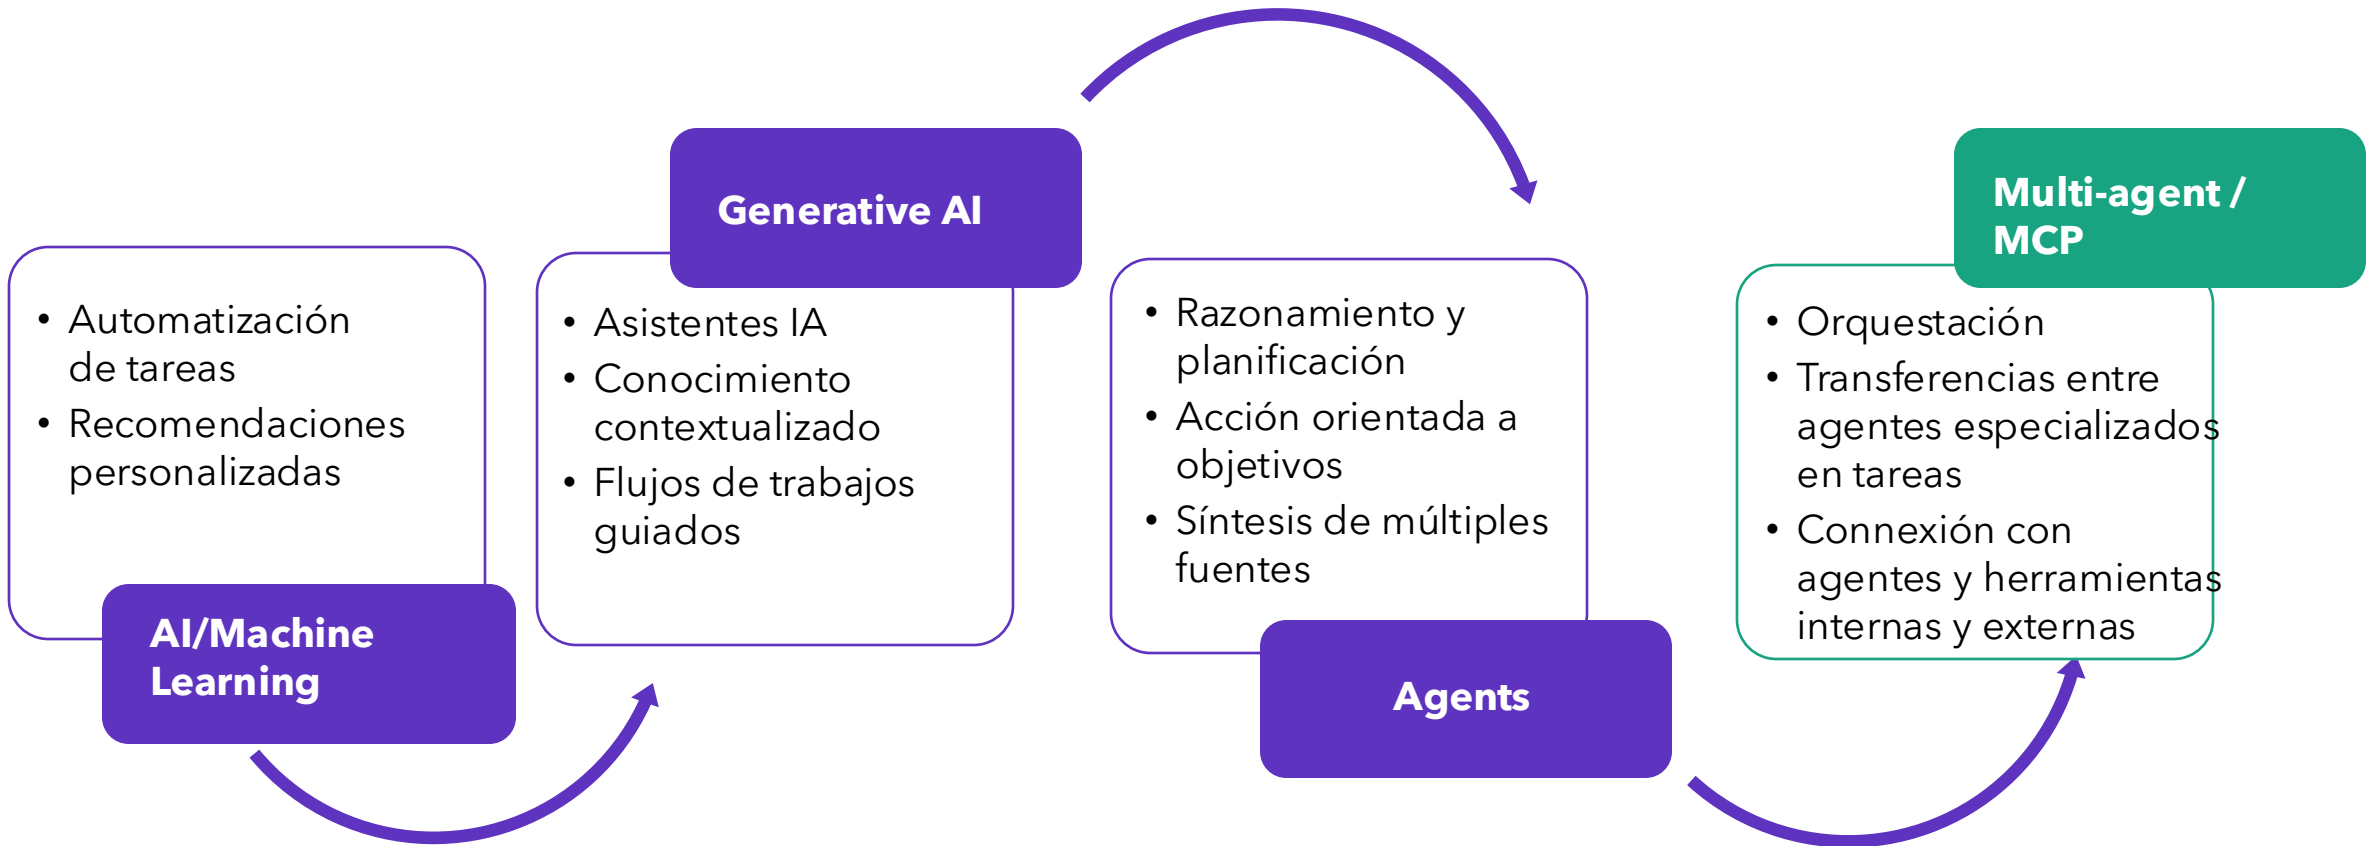 • Automatización
de tareas
• Recomendaciones
personalizadas
AI/Machine
Learning
Generative AI
• Asistentes IA
• Conocimiento
contextualizado
• Flujos de trabajos
guiados
• Razonamiento y
planificación
• Acción orientada a
objetivos
• Síntesis de múltiples
fuentes
Agents
Multi-agent /
MCP
• Orquestación
• Transferencias entre
agentes especializados
en tareas
• Connexión con
agentes y herramientas
internas y externas